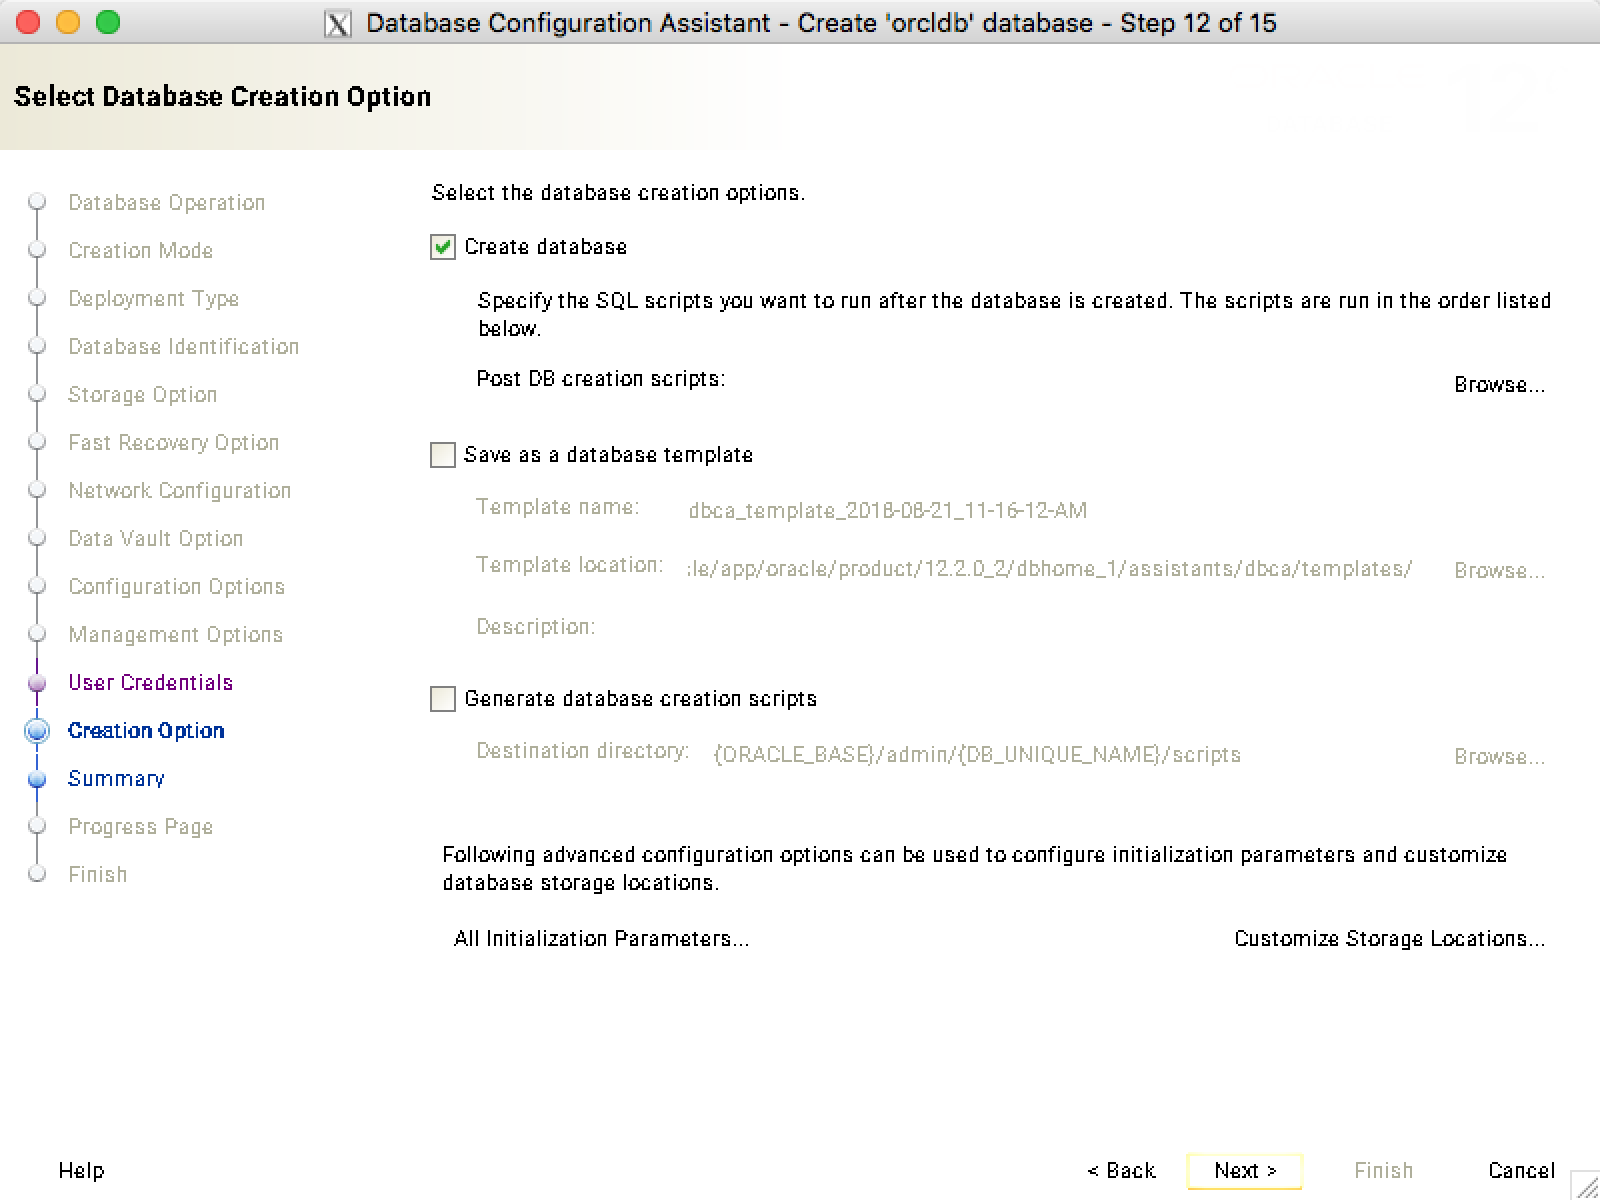 Database Configuration Assistant - Create 'orcldb' database - Step 12 of 15
Select Database Creation Option
Database Operation
Creation Mode
Deployment Type
Database Identification
Storage Option
Fast Recovery Option
Network Configuration
Data Vault Option
Configuration Options
Management Options
User Credentials
Creation Option
Summary
Progress Page
Finish
Select the database creation options.
Create database
Specify the SQL scripts you want to run after the database is created. The scripts are run in the order listed
below.
Post DB creation scripts:
Browse...
Save as a database template
Template name: dbca_template_2018-08-21_11-16-12-AM
Template location: :le/app/oracle/product/12.2.0_2/dbhome_1/assistants/dbca/templates/ Browse...
Description:
Generate database creation scripts
Destination directory: {ORACLE_BASE}/admin/{DB_UNIQUE_NAME}/scripts Browse...
Following advanced configuration options can be used to configure initialization parameters and customize
database storage locations.
All Initialization Parameters... Customize Storage Locations...
Help < Back Next > Finish Cancel